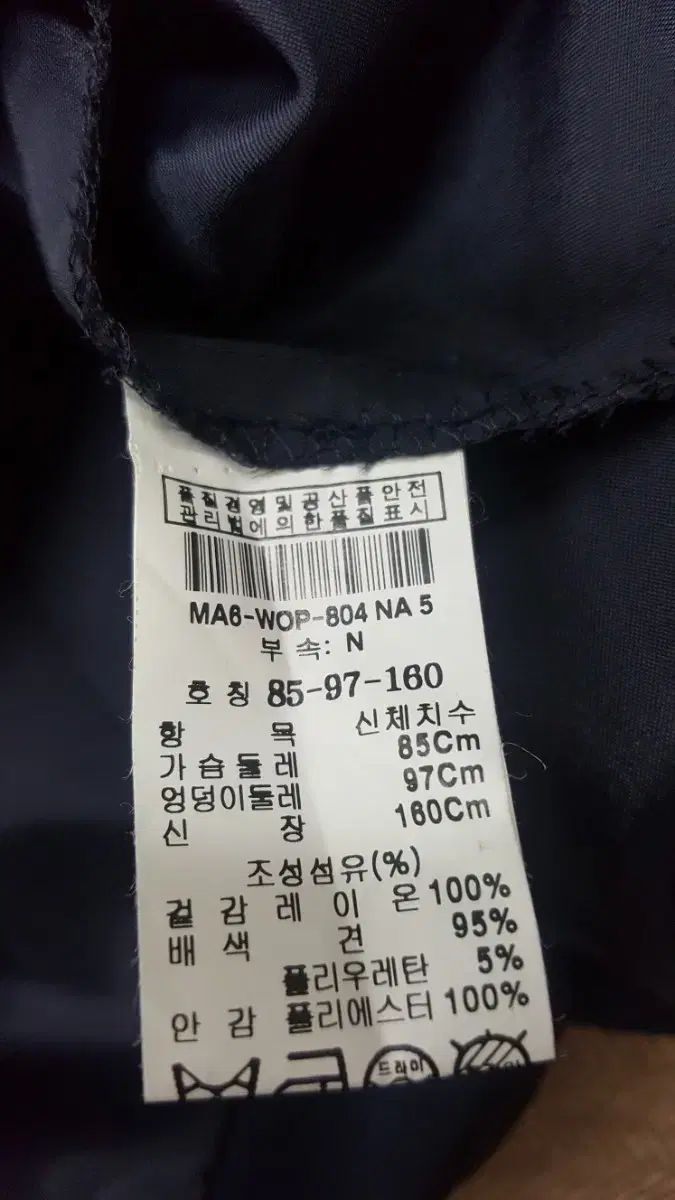 품질경영및공산품안전
관리법에의한품질표시
MA6-WOP-804 NA 5
부 속: N
호 칭 85-97-160
항 목 신체치수
가슴둘레 85Cm
엉덩이둘레 97Cm
신 장 160Cm
조성섬유(%)
겉 감 레 이 온 100%
배 색 견 95%
폴리우레탄 5%
안 감 폴리에스터 100%
드라이